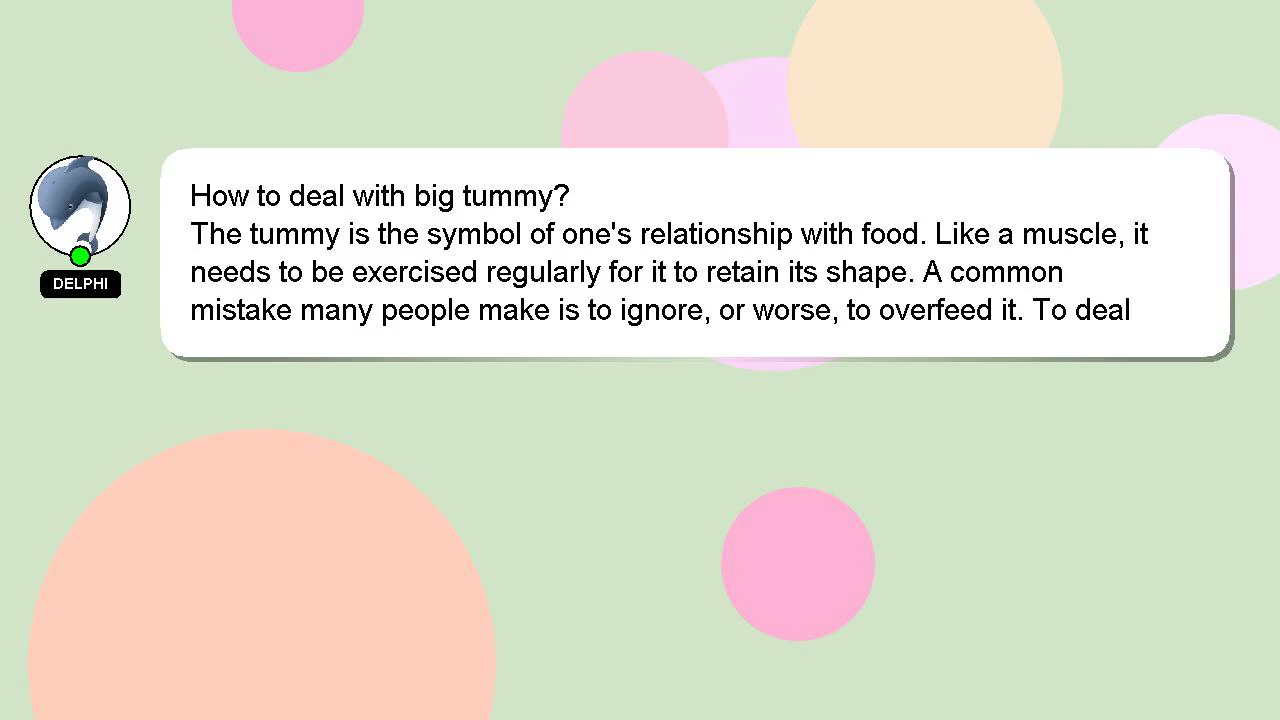 How to deal with big tummy?
The tummy is the symbol of one's relationship with food. Like a muscle, it
needs to be exercised regularly for it to retain its shape. A common
mistake many people make is to ignore, or worse, to overfeed it. To deal
DELPHI